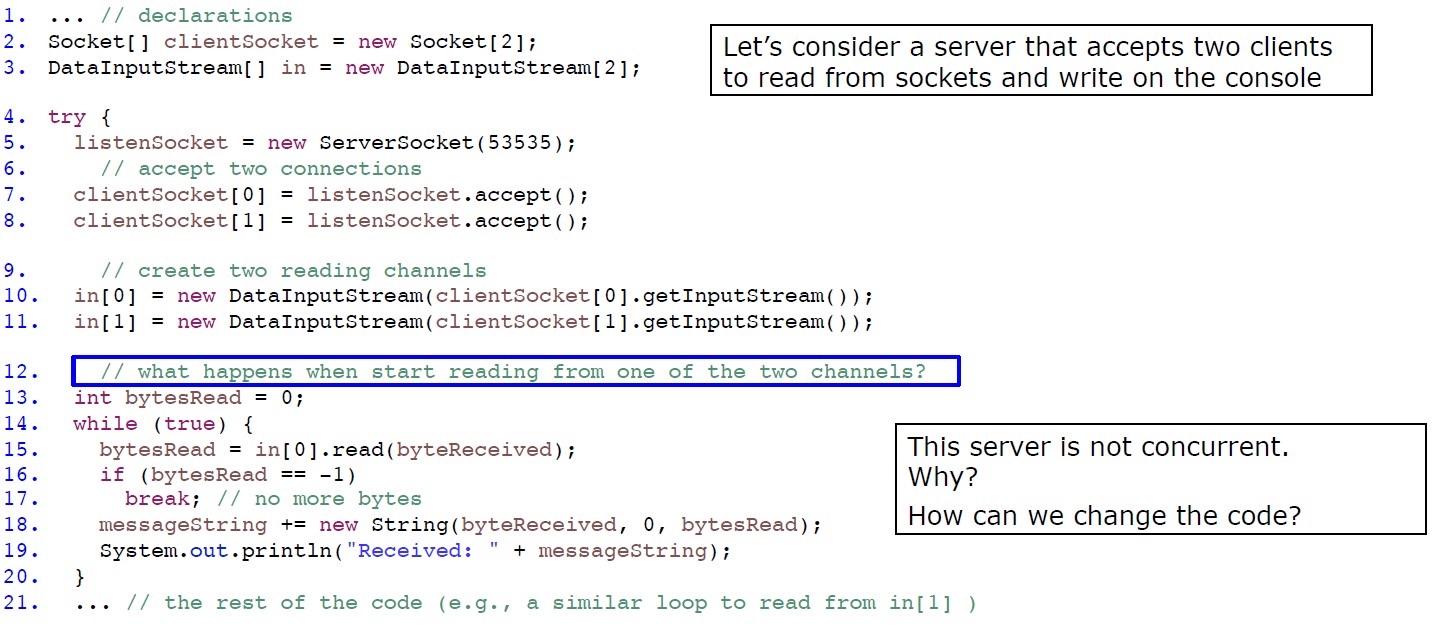 1. ... // declarations
2. Socket[] clientSocket = new Socket[2];
3. DataInputStream[] in = new DataInputStream[2];
Let’s consider a server that accepts two clients
to read from sockets and write on the console
4. try {
5. listenSocket = new ServerSocket(53535);
6. // accept two connections
7. clientSocket[0] = listenSocket.accept();
8. clientSocket[1] = listenSocket.accept();
9. // create two reading channels
10. in[0] = new DataInputStream(clientSocket[0].getInputStream());
11. in[1] = new DataInputStream(clientSocket[1].getInputStream());
12. // what happens when start reading from one of the two channels?
13. int bytesRead = 0;
14. while (true) {
15. bytesRead = in[0].read(byteReceived);
16. if (bytesRead == -1)
17. break; // no more bytes
18. messageString += new String(byteReceived, 0, bytesRead);
19. System.out.println("Received: " + messageString);
20. }
21. ... // the rest of the code (e.g., a similar loop to read from in[1] )
This server is not concurrent.
Why?
How can we change the code?